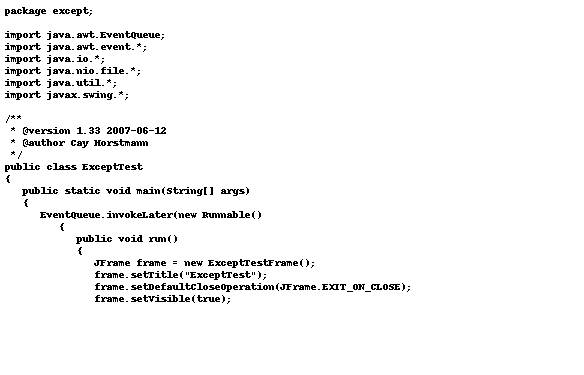 package except;

import java.awt.EventQueue;
import java.awt.event.*;
import java.io.*;
import java.nio.file.*;
import java.util.*;
import javax.swing.*;

/**
 * @version 1.33 2007-06-12
 * @author Cay Horstmann
 */
public class ExceptTest
{
   public static void main(String[] args)
   {
      EventQueue.invokeLater(new Runnable()
         {
            public void run()
            {
               JFrame frame = new ExceptTestFrame();
               frame.setTitle("ExceptTest");
               frame.setDefaultCloseOperation(JFrame.EXIT_ON_CLOSE);
               frame.setVisible(true);